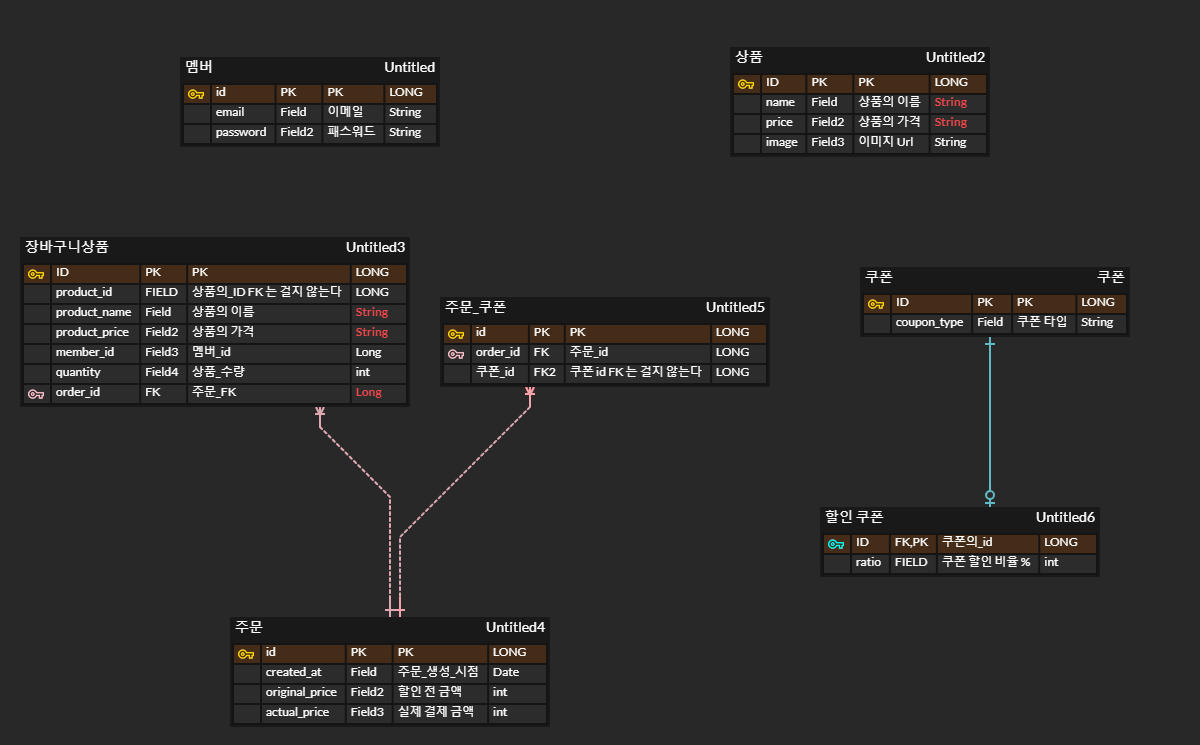 멤버 Untitled
id PK PK LONG
email Field 이메일 String
password Field2 패스워드 String
상품 Untitled2
ID PK PK LONG
name Field 상품의 이름 String
price Field2 상품의 가격 String
image Field3 이미지 Url String
장바구니상품 Untitled3
ID PK PK LONG
product_id FIELD 상품의_ID FK 는 걸지 않는다 LONG
product_name Field 상품의 이름 String
product_price Field2 상품의 가격 String
member_id Field3 멤버_id Long
quantity Field4 상품_수량 int
order_id FK 주문_FK Long
주문_쿠폰 Untitled5
id PK PK LONG
order_id FK 주문_id LONG
쿠폰_id FK2 쿠폰 id FK 는 걸지 않는다 LONG
쿠폰 쿠폰
ID PK PK LONG
coupon_type Field 쿠폰 타입 String
할인 쿠폰 Untitled6
ID FK,PK 쿠폰의_id LONG
ratio FIELD 쿠폰 할인 비율 % int
주문 Untitled4
id PK PK LONG
created_at Field 주문_생성_시점 Date
original_price Field2 할인 전 금액 int
actual_price Field3 실제 결제 금액 int